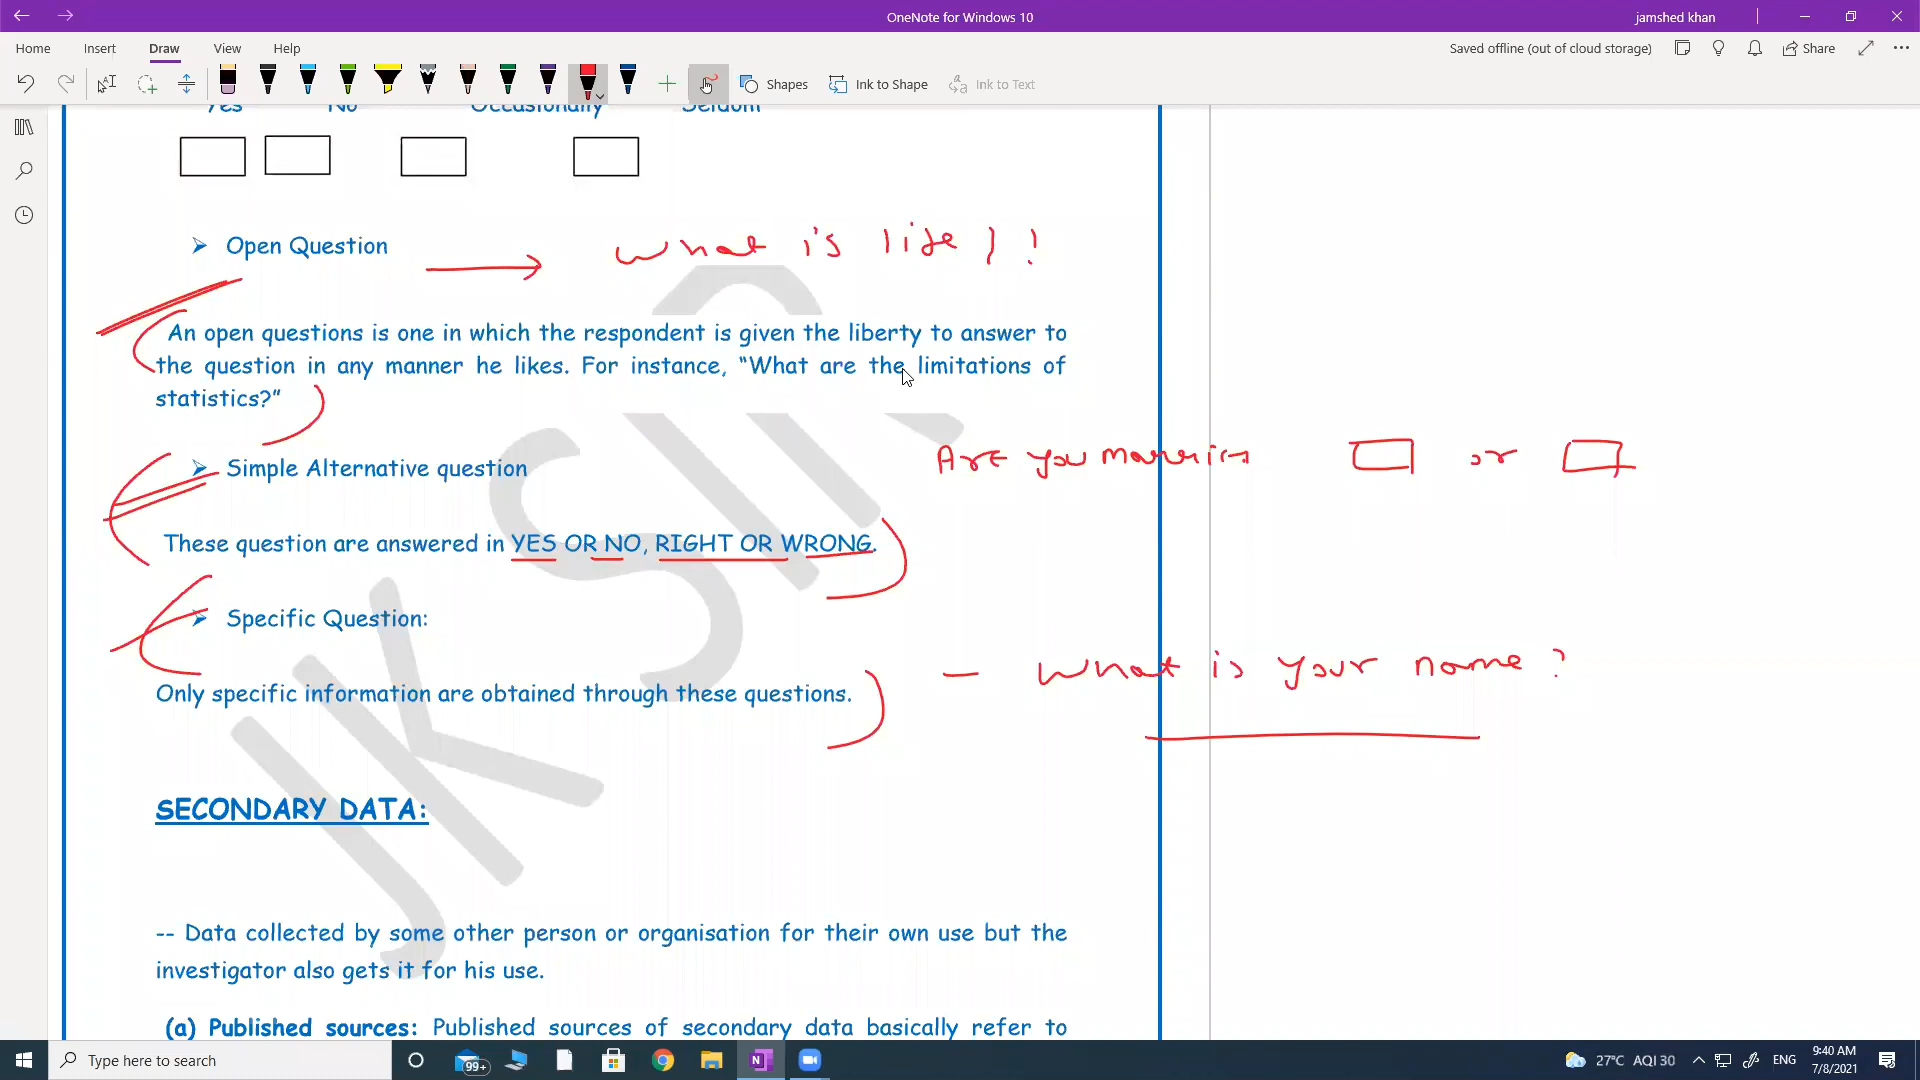 OneNote for Windows 10
jamshed khan
Home Insert Draw View Help
Saved offline (out of cloud storage)
Share
Shapes
Ink to Shape
Ink to Text
Yes No Occasionally Seldom
Open Question
What is life !
An open questions is one in which the respondent is given the liberty to answer to
the question in any manner he likes. For instance, “What are the limitations of
statistics?”
Simple Alternative question
Are you or
These question are answered in YES OR NO, RIGHT OR WRONG.
Specific Question:
What is your name ?
Only specific information are obtained through these questions.
SECONDARY DATA:
-- Data collected by some other person or organisation for their own use but the
investigator also gets it for his use.
(a) Published sources: Published sources of secondary data basically refer to
JK
Type here to search
99+
27°C AQI 30
ENG
9:40 AM
7/8/2021